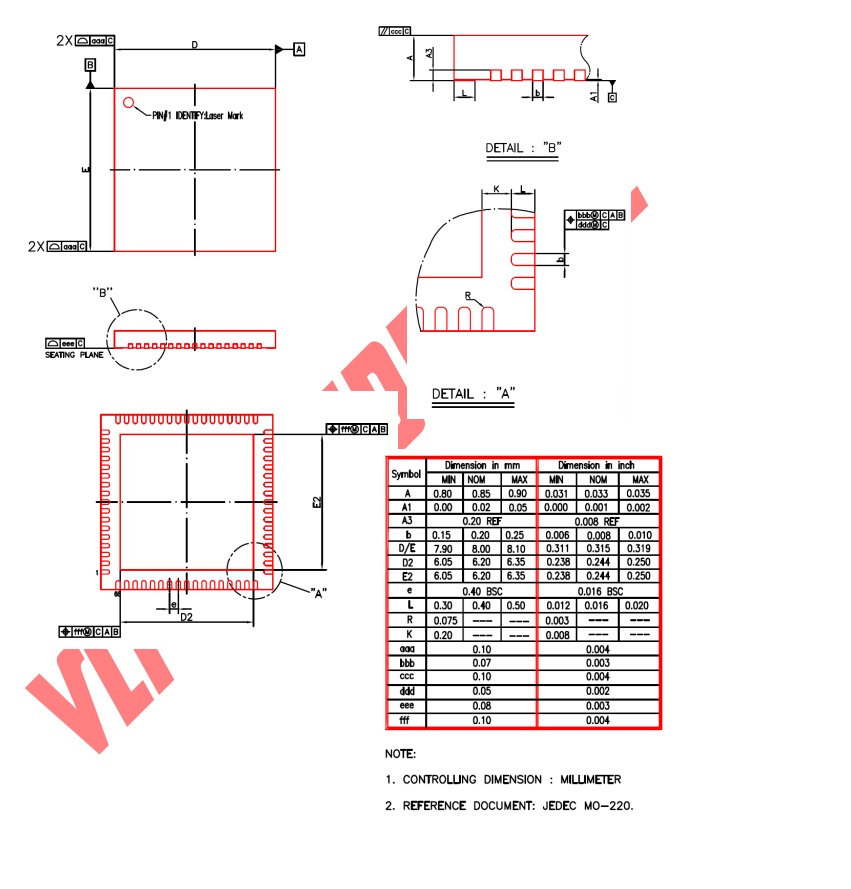 2X aaa C
D
A
B
PIN#1 IDENTIFY:Laser Mark
E
2X aaa C
// ccc C
A
A3
L
b
A1
C
DETAIL : "B"
K L
bbbⓂ C A B
dddⓂ C
b
R
DETAIL : "A"
"B"
eee C
SEATING PLANE
fffⓂ C A B
E2
1
"A"
e
D2
fffⓂ C A B
Symbol Dimension in mm Dimension in inch
MIN NOM MAX MIN NOM MAX
A 0.80 0.85 0.90 0.031 0.033 0.035
A1 0.00 0.02 0.05 0.000 0.001 0.002
A3 0.20 REF 0.008 REF
b 0.15 0.20 0.25 0.006 0.008 0.010
D/E 7.90 8.00 8.10 0.311 0.315 0.319
D2 6.05 6.20 6.35 0.238 0.244 0.250
E2 6.05 6.20 6.35 0.238 0.244 0.250
e 0.40 BSC 0.016 BSC
L 0.30 0.40 0.50 0.012 0.016 0.020
R 0.075 --- --- 0.003 --- ---
K 0.20 --- --- 0.008 --- ---
aaa 0.10 0.004
bbb 0.07 0.003
ccc 0.10 0.004
ddd 0.05 0.002
eee 0.08 0.003
fff 0.10 0.004
NOTE:
1. CONTROLLING DIMENSION : MILLIMETER
2. REFERENCE DOCUMENT: JEDEC MO-220.